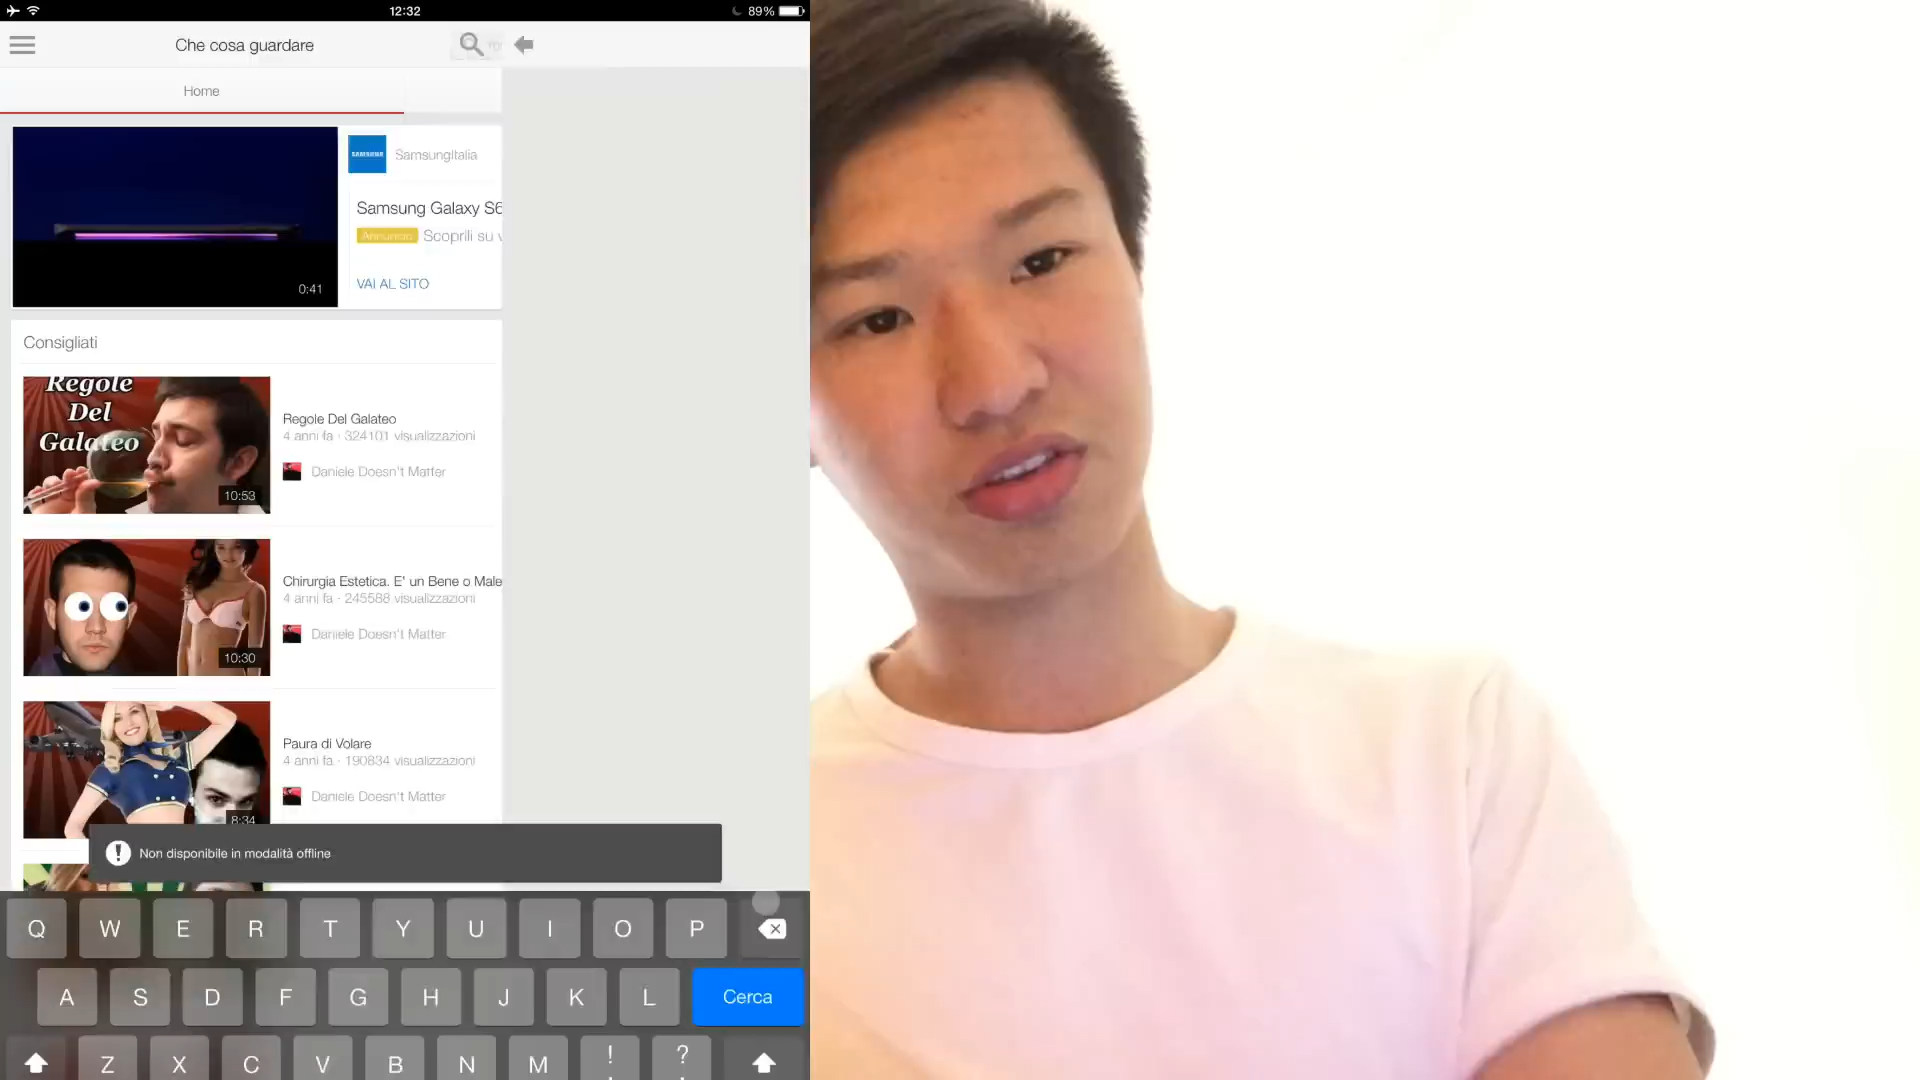 12:32
89%
Che cosa guardare
Home
SAMSUNG
SamsungItalia
Samsung Galaxy S6
Annuncio Scoprili su v
VAI AL SITO
0:41
Consigliati
Regole
Del
Galateo
10:53
Regole Del Galateo
4 anni fa · 324101 visualizzazioni
Daniele Doesn't Matter
10:30
Chirurgia Estetica. E' un Bene o Male
4 anni fa · 245588 visualizzazioni
Daniele Doesn't Matter
8:34
Paura di Volare
4 anni fa · 190834 visualizzazioni
Daniele Doesn't Matter
Non disponibile in modalità offline
Q W E R T Y U I O P
A S D F G H J K L Cerca
Z X C V B N M ! ?